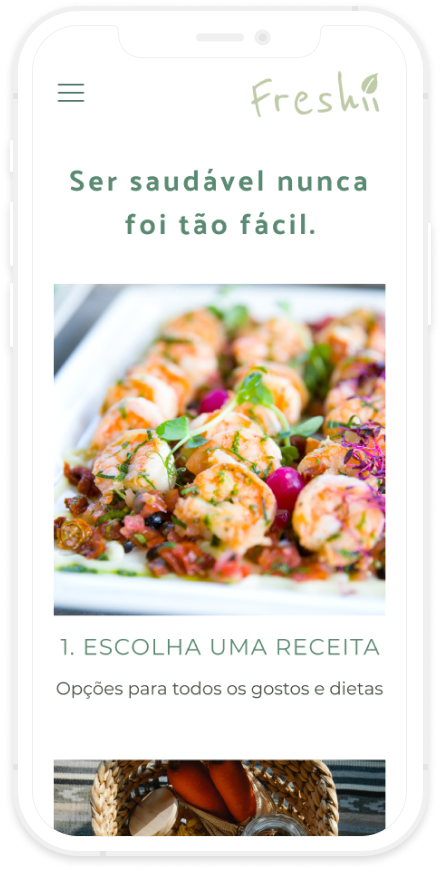 Freshii
Ser saudável nunca
foi tão fácil.
1. ESCOLHA UMA RECEITA
Opções para todos os gostos e dietas